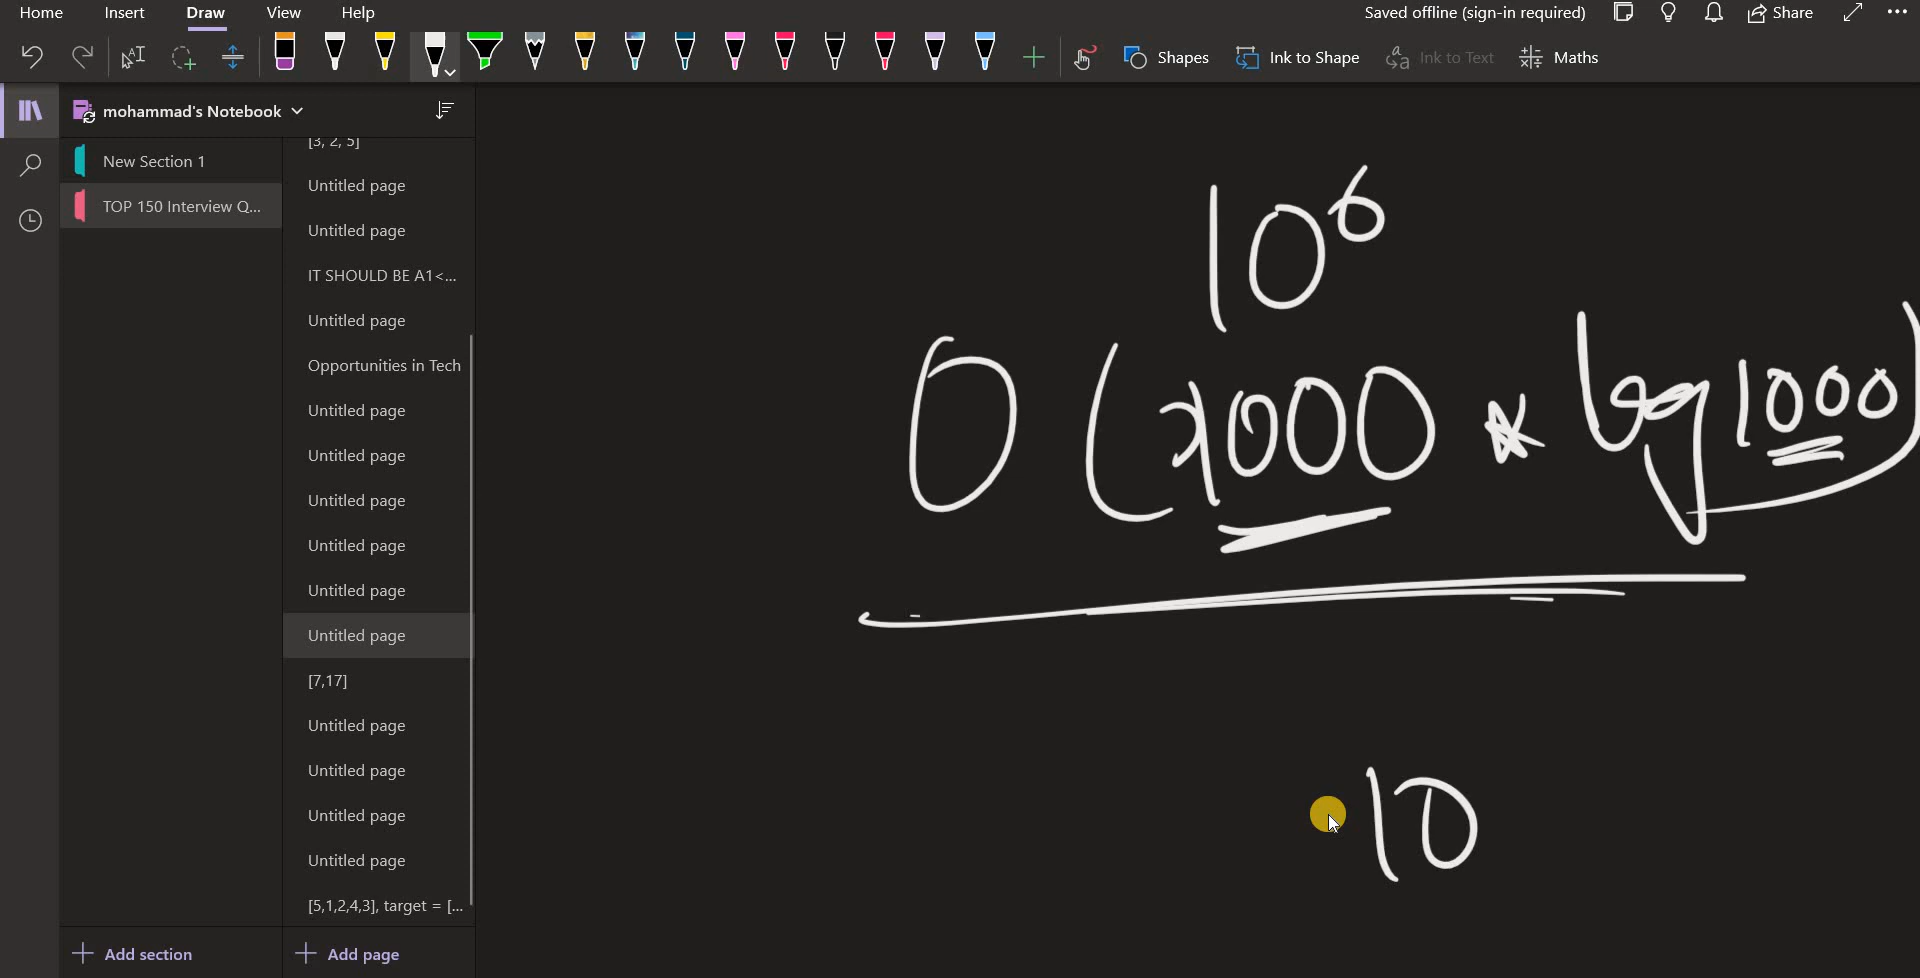 Home Insert Draw View Help Saved offline (sign-in required) Share
Shapes Ink to Shape Ink to Text Maths
mohammad's Notebook
New Section 1
TOP 150 Interview Q...
[3, 2, 5]
Untitled page
Untitled page
IT SHOULD BE A1<...
Untitled page
Opportunities in Tech
Untitled page
Untitled page
Untitled page
Untitled page
Untitled page
Untitled page
[7,17]
Untitled page
Untitled page
Untitled page
Untitled page
[5,1,2,4,3], target = [...
Add section
Add page
10⁶
O (1000 * log 1000)
10